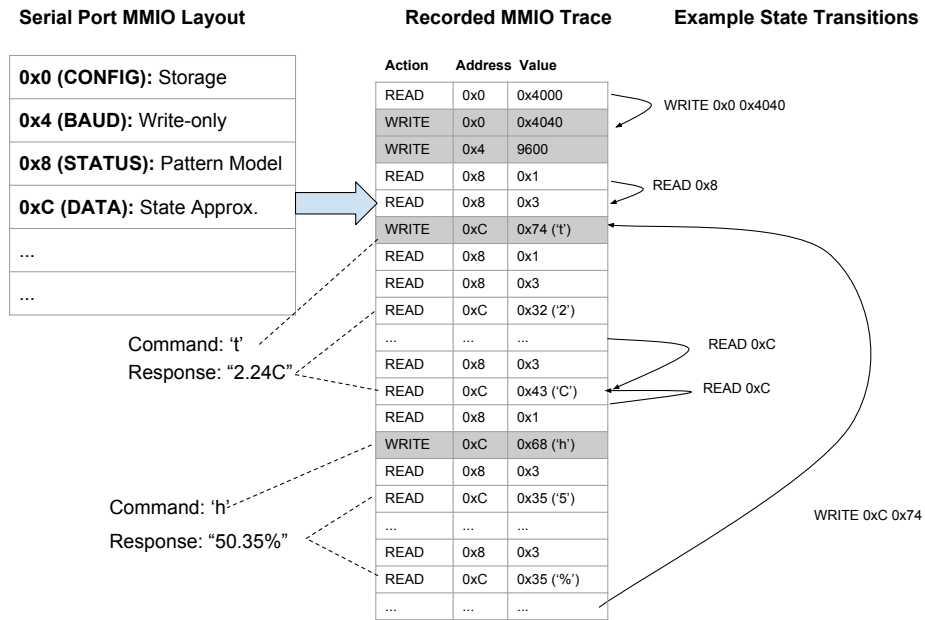 Serial Port MMIO Layout
0x0 (CONFIG): Storage
0x4 (BAUD): Write-only
0x8 (STATUS): Pattern Model
0xC (DATA): State Approx.
...
...
Command: ‘t’
Response: “2.24C”
Command: ‘h’
Response: “50.35%”
Recorded MMIO Trace
Action Address Value
READ 0x0 0x4000
WRITE 0x0 0x4040
WRITE 0x4 9600
READ 0x8 0x1
READ 0x8 0x3
WRITE 0xC 0x74 (‘t’)
READ 0x8 0x1
READ 0x8 0x3
READ 0xC 0x32 (‘2’)
... ... ...
READ 0x8 0x3
READ 0xC 0x43 (‘C’)
READ 0x8 0x1
WRITE 0xC 0x68 (‘h’)
READ 0x8 0x3
READ 0xC 0x35 (‘5’)
... ... ...
READ 0x8 0x3
READ 0xC 0x35 (‘%’)
... ... ...
Example State Transitions
WRITE 0x0 0x4040
READ 0x8
READ 0xC
READ 0xC
WRITE 0xC 0x74